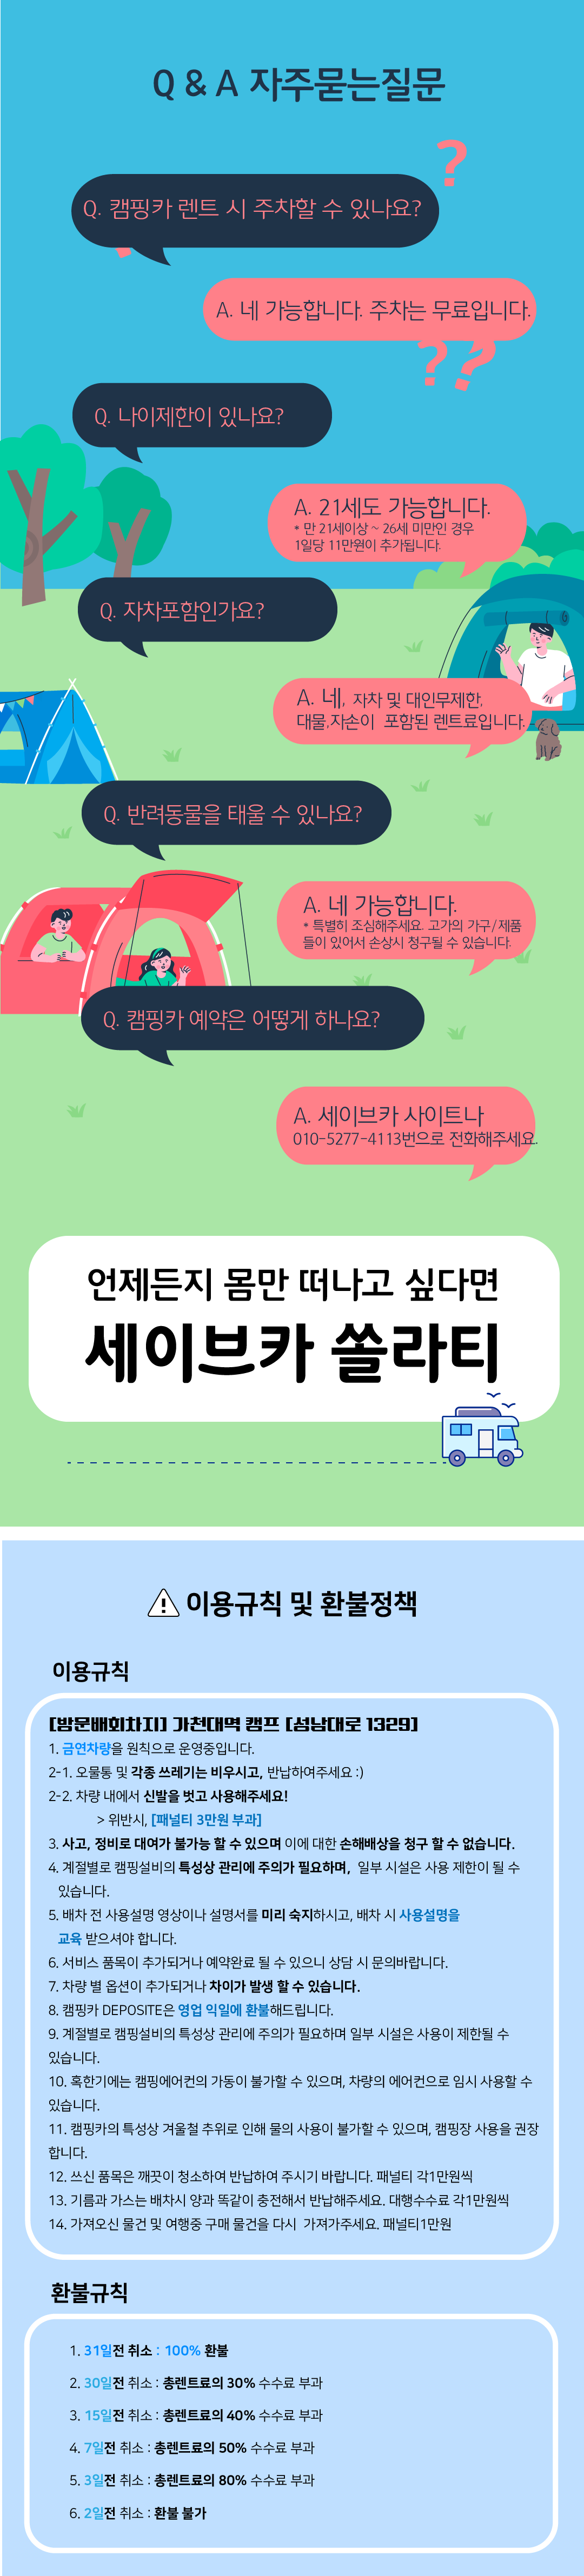 Q & A 자주묻는질문
?
Q. 캠핑카 렌트 시 주차할 수 있나요?
A. 네 가능합니다. 주차는 무료입니다.
? ?
Q. 나이제한이 있나요?
A. 21세도 가능합니다.
* 만 21세이상 ~ 26세 미만인 경우
1일당 11만원이 추가됩니다.
Q. 자차포함인가요?
A. 네, 자차 및 대인무제한,
대물,자손이 포함된 렌트료입니다.
Q. 반려동물을 태울 수 있나요?
A. 네 가능합니다.
* 특별히 조심해주세요. 고가의 가구/제품
들이 있어서 손상시 청구될 수 있습니다.
Q. 캠핑카 예약은 어떻게 하나요?
A. 세이브카 사이트나
010-5277-4113번으로 전화해주세요.
언제든지 몸만 떠나고 싶다면
세이브카 쏠라티
이용규칙 및 환불정책
이용규칙
[방문배회차지] 가천대역 캠프 [성남대로 1329]
1. 금연차량을 원칙으로 운영중입니다.
2-1. 오물통 및 각종 쓰레기는 비우시고, 반납하여주세요 :)
2-2. 차량 내에서 신발을 벗고 사용해주세요!
> 위반시, [패널티 3만원 부과]
3. 사고, 정비로 대여가 불가능 할 수 있으며 이에 대한 손해배상을 청구 할 수 없습니다.
4. 계절별로 캠핑설비의 특성상 관리에 주의가 필요하며, 일부 시설은 사용 제한이 될 수
있습니다.
5. 배차 전 사용설명 영상이나 설명서를 미리 숙지하시고, 배차 시 사용설명을
교육 받으셔야 합니다.
6. 서비스 품목이 추가되거나 예약완료 될 수 있으니 상담 시 문의바랍니다.
7. 차량 별 옵션이 추가되거나 차이가 발생 할 수 있습니다.
8. 캠핑카 DEPOSITE은 영업 익일에 환불해드립니다.
9. 계절별로 캠핑설비의 특성상 관리에 주의가 필요하며 일부 시설은 사용이 제한될 수
있습니다.
10. 혹한기에는 캠핑에어컨의 가동이 불가할 수 있으며, 차량의 에어컨으로 임시 사용할 수
있습니다.
11. 캠핑카의 특성상 겨울철 추위로 인해 물의 사용이 불가할 수 있으며, 캠핑장 사용을 권장
합니다.
12. 쓰신 품목은 깨끗이 청소하여 반납하여 주시기 바랍니다. 패널티 각1만원씩
13. 기름과 가스는 배차시 양과 똑같이 충전해서 반납해주세요. 대행수수료 각1만원씩
14. 가져오신 물건 및 여행중 구매 물건을 다시 가져가주세요. 패널티1만원
환불규칙
1. 31일전 취소 : 100% 환불
2. 30일전 취소 : 총렌트료의 30% 수수료 부과
3. 15일전 취소 : 총렌트료의 40% 수수료 부과
4. 7일전 취소 : 총렌트료의 50% 수수료 부과
5. 3일전 취소 : 총렌트료의 80% 수수료 부과
6. 2일전 취소 : 환불 불가